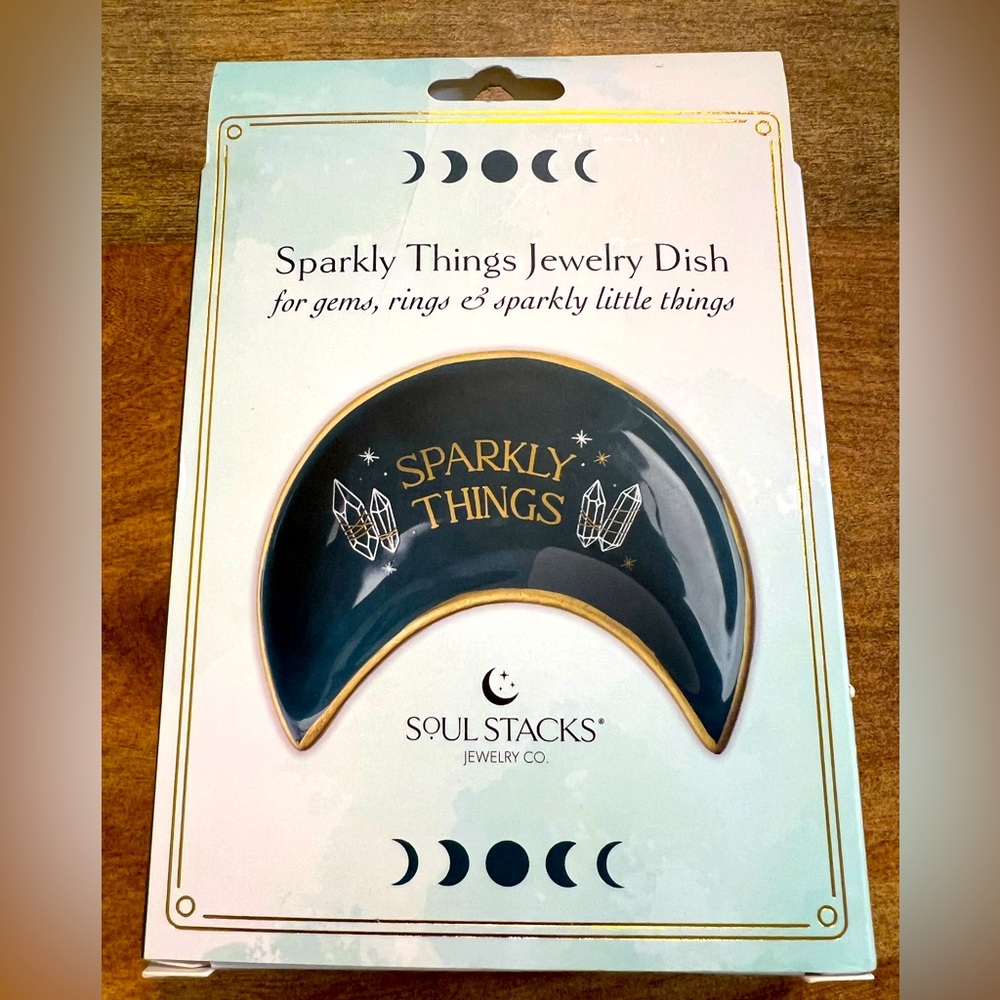 Sparkly Things Jewelry Dish
for gems, rings & sparkly little things
SPARKLY
THINGS
SOUL STACKS®
JEWELRY CO.